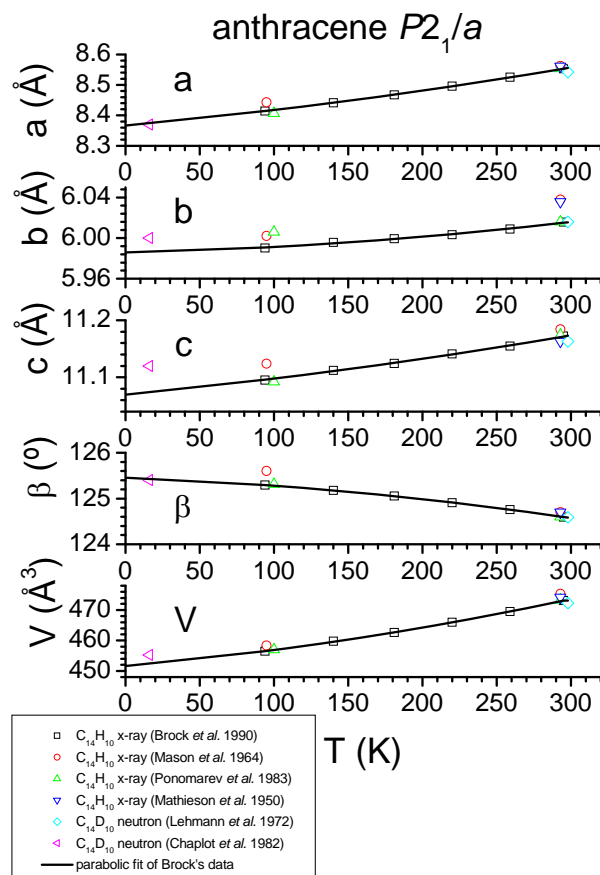 anthracene P2₁/a
8.6
8.5
8.4
8.3
a (Å)
a
0 50 100 150 200 250 300
6.04
6.00
5.96
b (Å)
b
0 50 100 150 200 250 300
11.2
11.1
c (Å)
c
0 50 100 150 200 250 300
126
125
124
β (º)
β
0 50 100 150 200 250 300
470
460
450
V (Å³)
V
0 50 100 150 200 250 300
T (K)
C₁₄H₁₀ x-ray (Brock et al. 1990)
C₁₄H₁₀ x-ray (Mason et al. 1964)
C₁₄H₁₀ x-ray (Ponomarev et al. 1983)
C₁₄H₁₀ x-ray (Mathieson et al. 1950)
C₁₄D₁₀ neutron (Lehmann et al. 1972)
C₁₄D₁₀ neutron (Chaplot et al. 1982)
parabolic fit of Brock's data